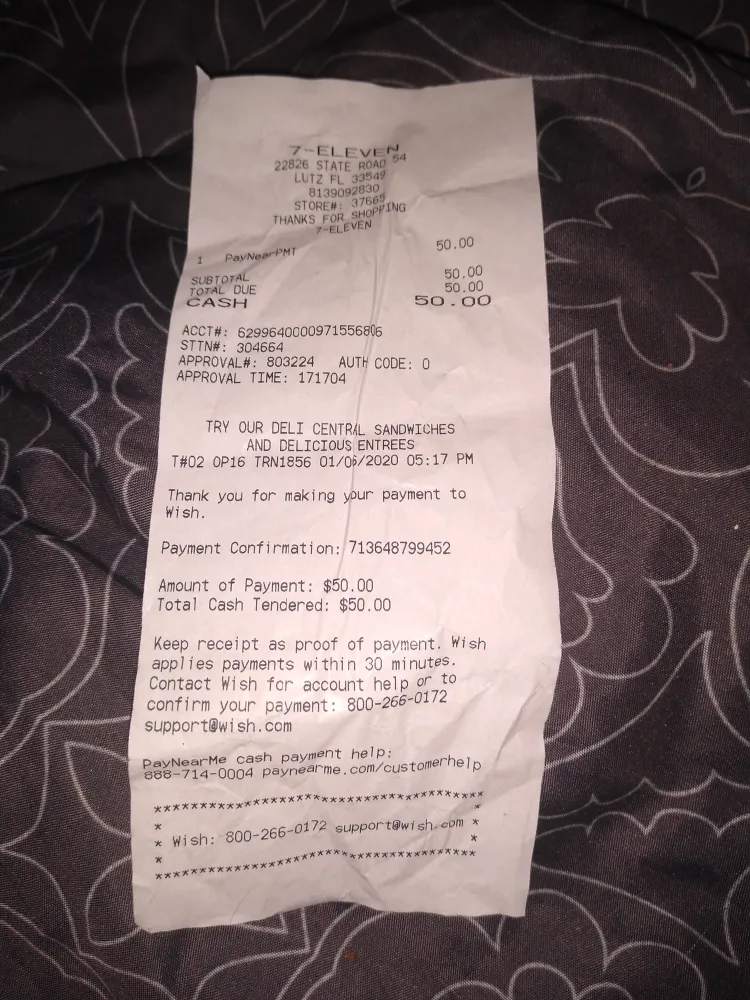 7-ELEVEN
22826 STATE ROAD 54
LUTZ FL 33549
8139092830
STORE#: 37665
THANKS FOR SHOPPING
7-ELEVEN
1 PayNearPMT 50.00
SUBTOTAL 50.00
TOTAL DUE 50.00
CASH 50.00
ACCT#: 6299640000971556806
STTN#: 304664
APPROVAL#: 803224 AUTH CODE: 0
APPROVAL TIME: 171704
TRY OUR DELI CENTRAL SANDWICHES
AND DELICIOUS ENTREES
T#02 OP16 TRN1856 01/06/2020 05:17 PM
Thank you for making your payment to
Wish.
Payment Confirmation: 713648799452
Amount of Payment: $50.00
Total Cash Tendered: $50.00
Keep receipt as proof of payment. Wish
applies payments within 30 minutes.
Contact Wish for account help or to
confirm your payment: 800-266-0172
support@wish.com
PayNearMe cash payment help:
888-714-0004 paynearme.com/customerhelp
****************************************
* *
* Wish: 800-266-0172 support@wish.com *
* *
****************************************